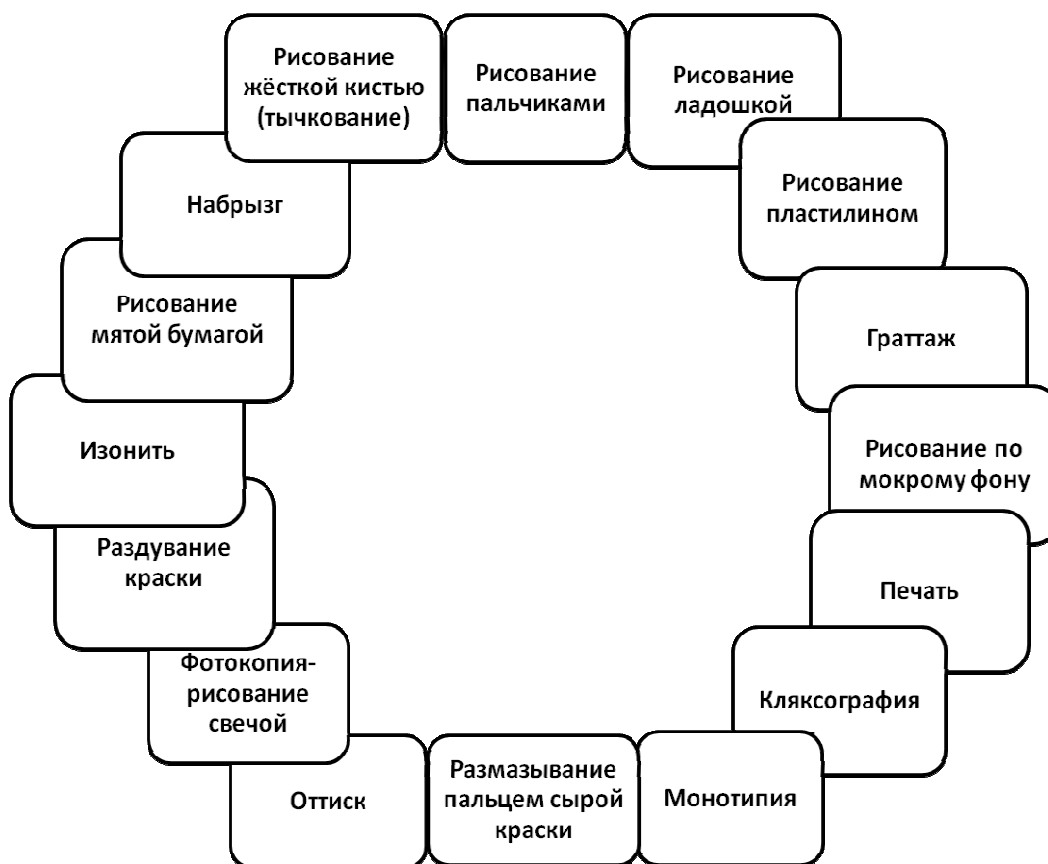 Рисование
жёсткой кистью
(тычкование)
Рисование
пальчиками
Рисование
ладошкой
Рисование
пластилином
Граттаж
Рисование по
мокрому фону
Печать
Кляксография
Монотипия
Размазывание
пальцем сырой
краски
Оттиск
Фотокопия-
рисование
свечой
Раздувание
краски
Изонить
Рисование
мятой бумагой
Набрызг